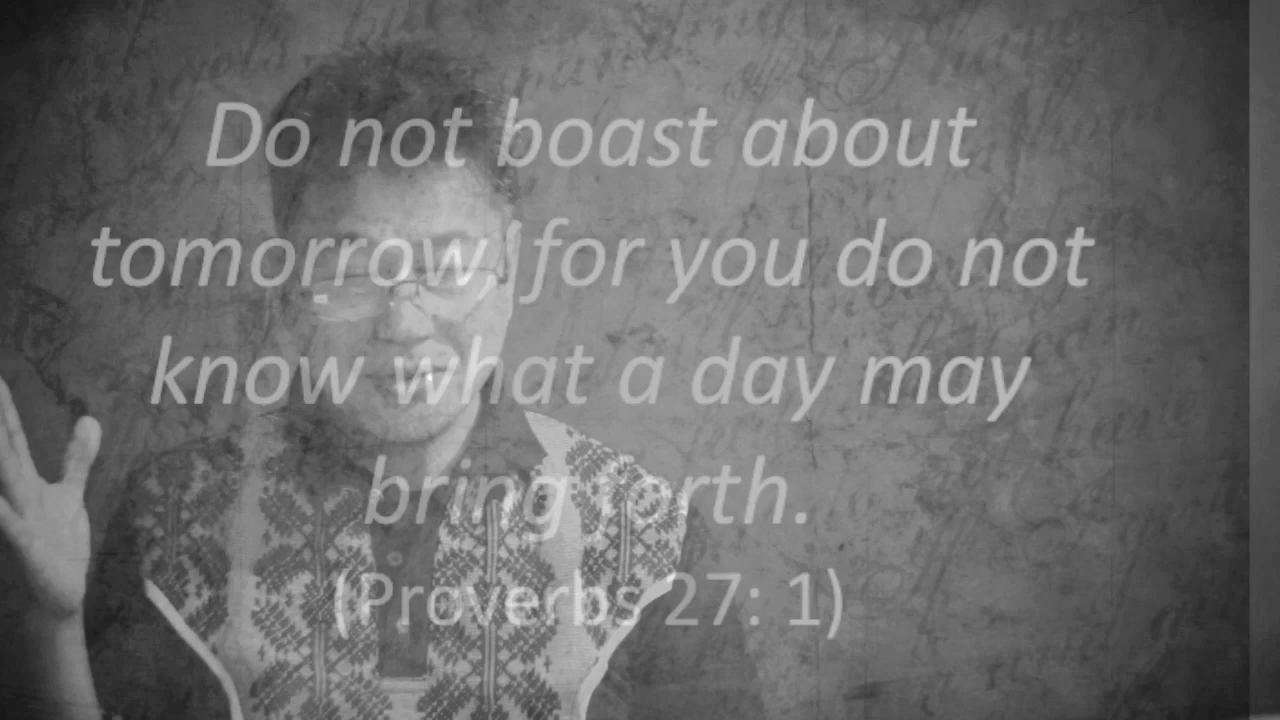 Do not boast about
tomorrow, for you do not
know what a day may
bring forth.
(Proverbs 27: 1)